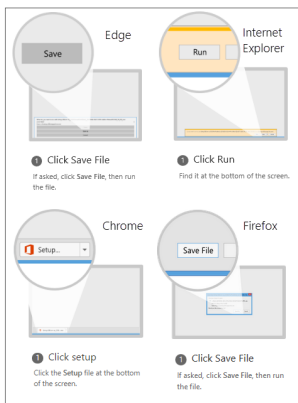 Edge
Save
1 Click Save File
If asked, click Save File, then run
the file.
Internet
Explorer
Run
1 Click Run
Find it at the bottom of the screen.
Chrome
Setup...
1 Click setup
Click the Setup file at the bottom
of the screen.
Firefox
Save File
1 Click Save File
If asked, click Save File, then run
the file.